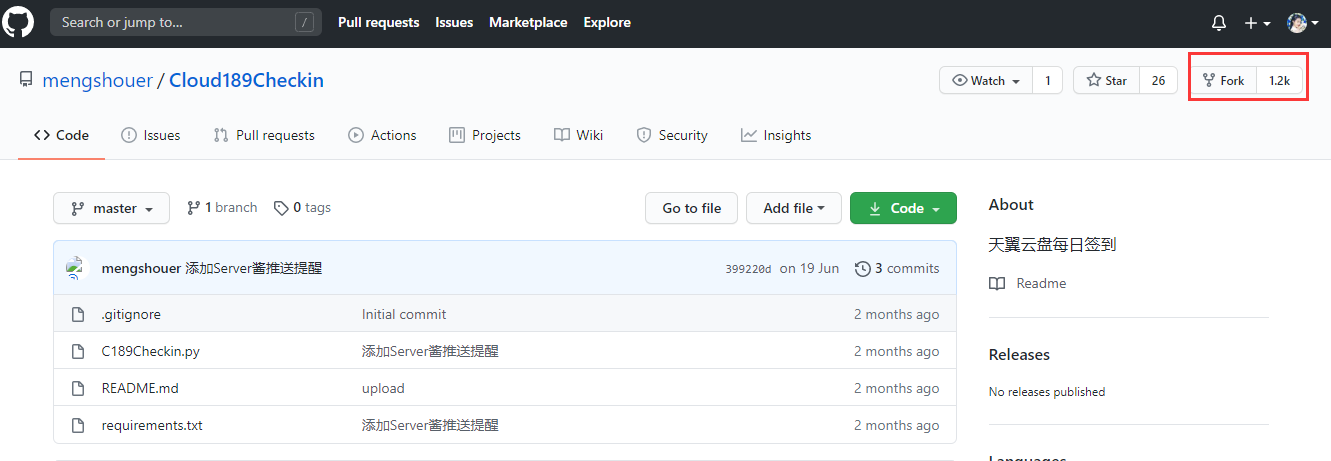 Search or jump to... / Pull requests Issues Marketplace Explore
mengshouer / Cloud189Checkin Watch 1 Star 26 Fork 1.2k
Code Issues Pull requests Actions Projects Wiki Security Insights
master 1 branch 0 tags Go to file Add file Code
About
天翼云盘每日签到
Readme
mengshouer 添加Server酱推送提醒 399220d on 19 Jun 3 commits
.gitignore Initial commit 2 months ago
C189Checkin.py 添加Server酱推送提醒 2 months ago
README.md upload 2 months ago
requirements.txt 添加Server酱推送提醒 2 months ago
Releases
No releases published
Languages